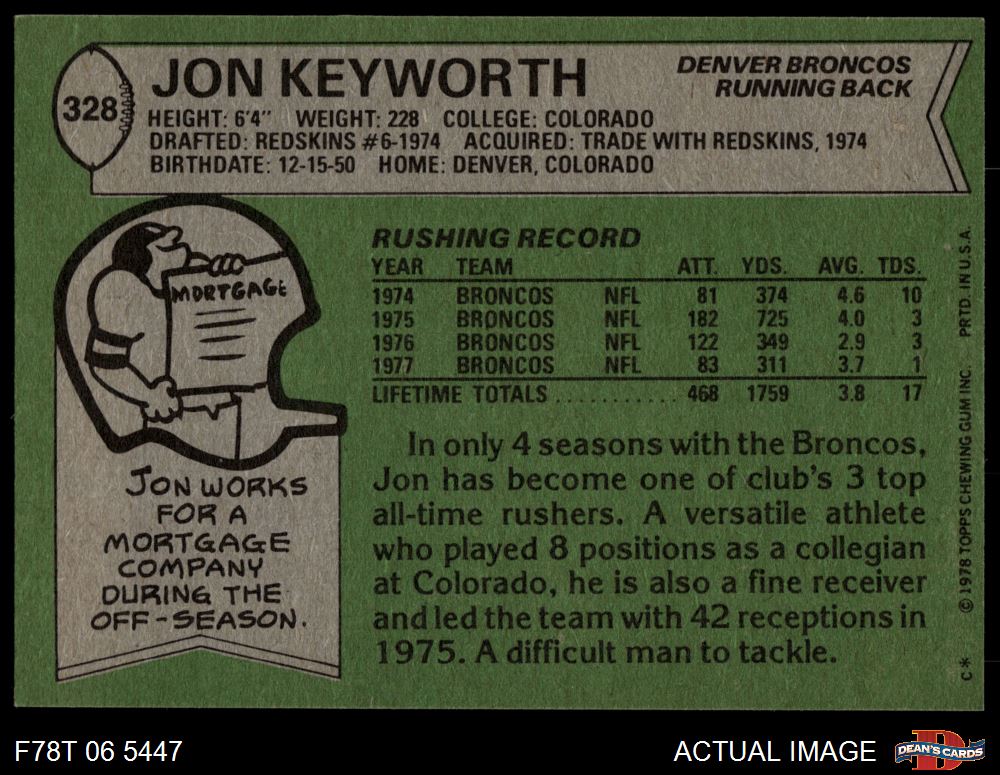 328
JON KEYWORTH
DENVER BRONCOS
RUNNING BACK
HEIGHT: 6'4" WEIGHT: 228 COLLEGE: COLORADO
DRAFTED: REDSKINS #6-1974 ACQUIRED: TRADE WITH REDSKINS, 1974
BIRTHDATE: 12-15-50 HOME: DENVER, COLORADO
MORTGAGE
JON WORKS
FOR A
MORTGAGE
COMPANY
DURING THE
OFF-SEASON.
RUSHING RECORD
YEAR TEAM ATT. YDS. AVG. TDS.
1974 BRONCOS NFL 81 374 4.6 10
1975 BRONCOS NFL 182 725 4.0 3
1976 BRONCOS NFL 122 349 2.9 3
1977 BRONCOS NFL 83 311 3.7 1
LIFETIME TOTALS ........... 468 1759 3.8 17
In only 4 seasons with the Broncos,
Jon has become one of club's 3 top
all-time rushers. A versatile athlete
who played 8 positions as a collegian
at Colorado, he is also a fine receiver
and led the team with 42 receptions in
1975. A difficult man to tackle.
C* © 1978 TOPPS CHEWING GUM INC. PRTD. IN U.S.A.
F78T 06 5447
ACTUAL IMAGE
D
DEAN'S CARDS